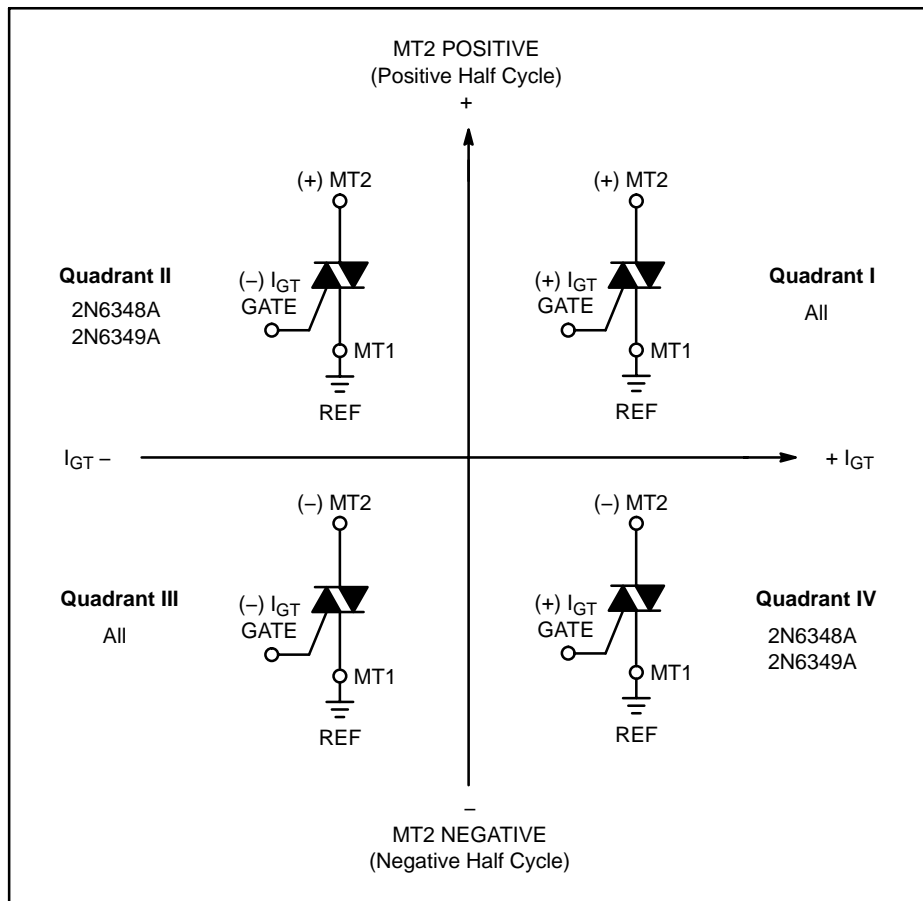 MT2 POSITIVE
(Positive Half Cycle)
+
(+) MT2
(+) MT2
Quadrant II
2N6348A
2N6349A
(–) IGT
GATE
MT1
REF
(+) IGT
GATE
MT1
REF
Quadrant I
All
IGT –
+ IGT
(–) MT2
(–) MT2
Quadrant III
All
(–) IGT
GATE
MT1
REF
(+) IGT
GATE
MT1
REF
Quadrant IV
2N6348A
2N6349A
–
MT2 NEGATIVE
(Negative Half Cycle)